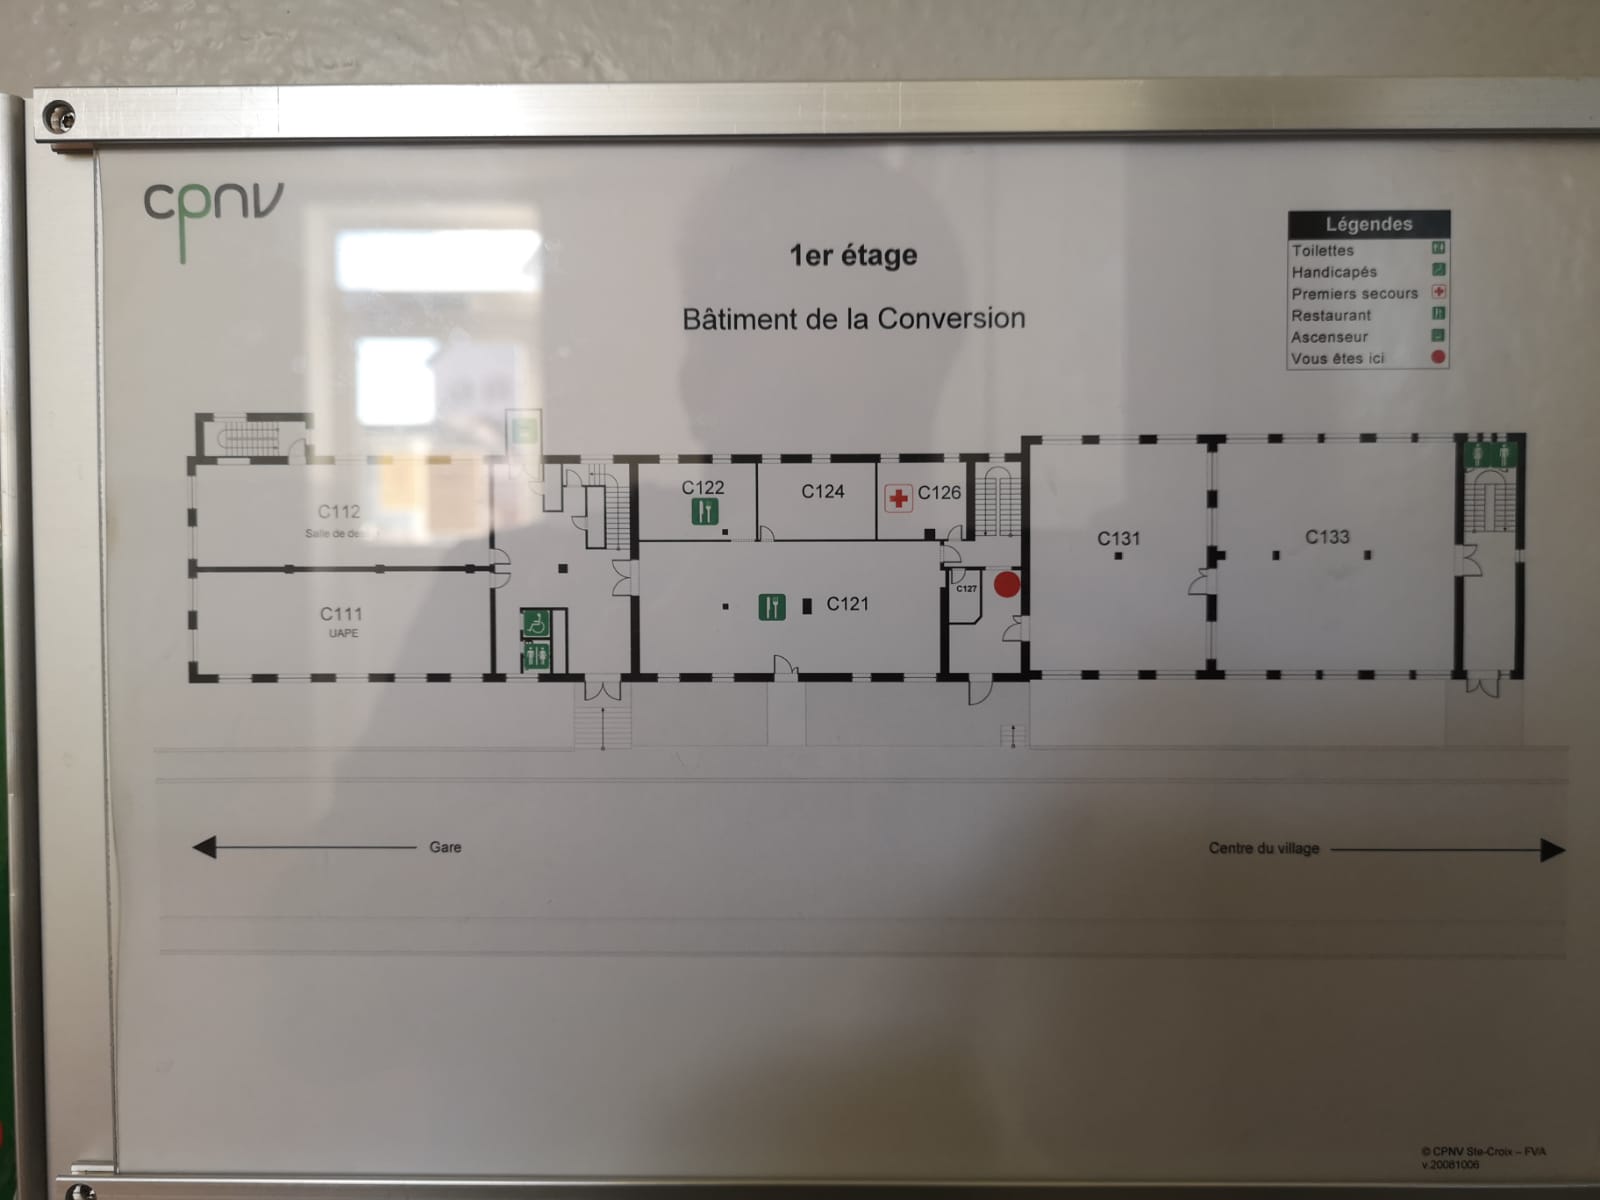 cpnv
1er étage
Bâtiment de la Conversion
Légendes
Toilettes
Handicapés
Premiers secours
Restaurant
Ascenseur
Vous êtes ici
C112
Salle de
C111
UAPE
C122
C124
C126
C121
C127
C131
C133
Gare
Centre du village
© CPNV Ste-Croix – FVA
v.20081006